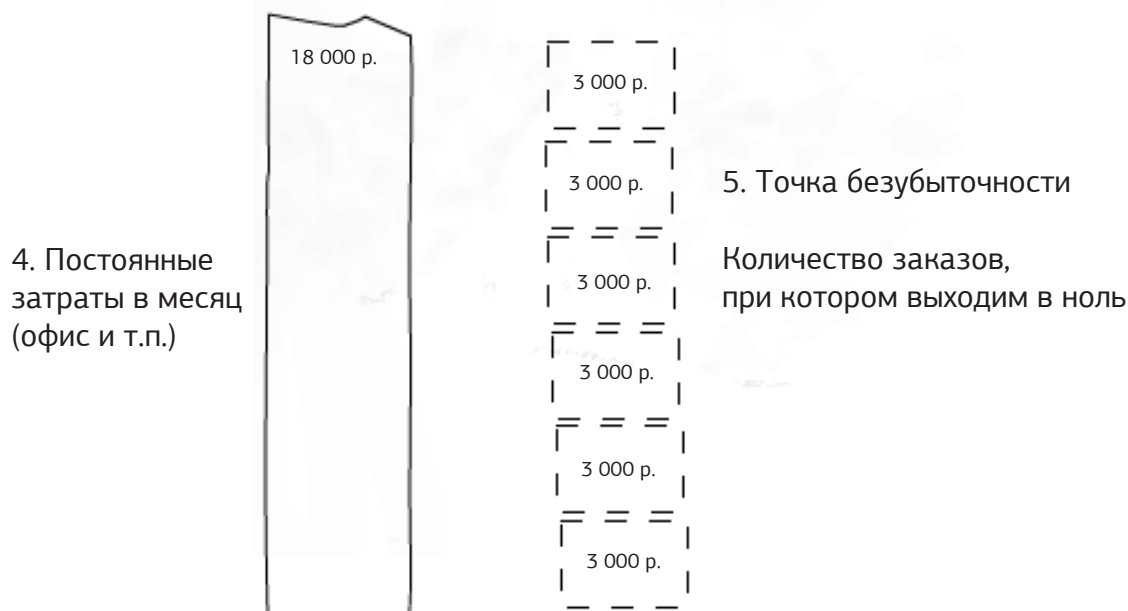 18 000 р.
3 000 р.
3 000 р.
5. Точка безубыточности
4. Постоянные
затраты в месяц
(офис и т.п.)
Количество заказов,
при котором выходим в ноль
3 000 р.
3 000 р.
3 000 р.
3 000 р.